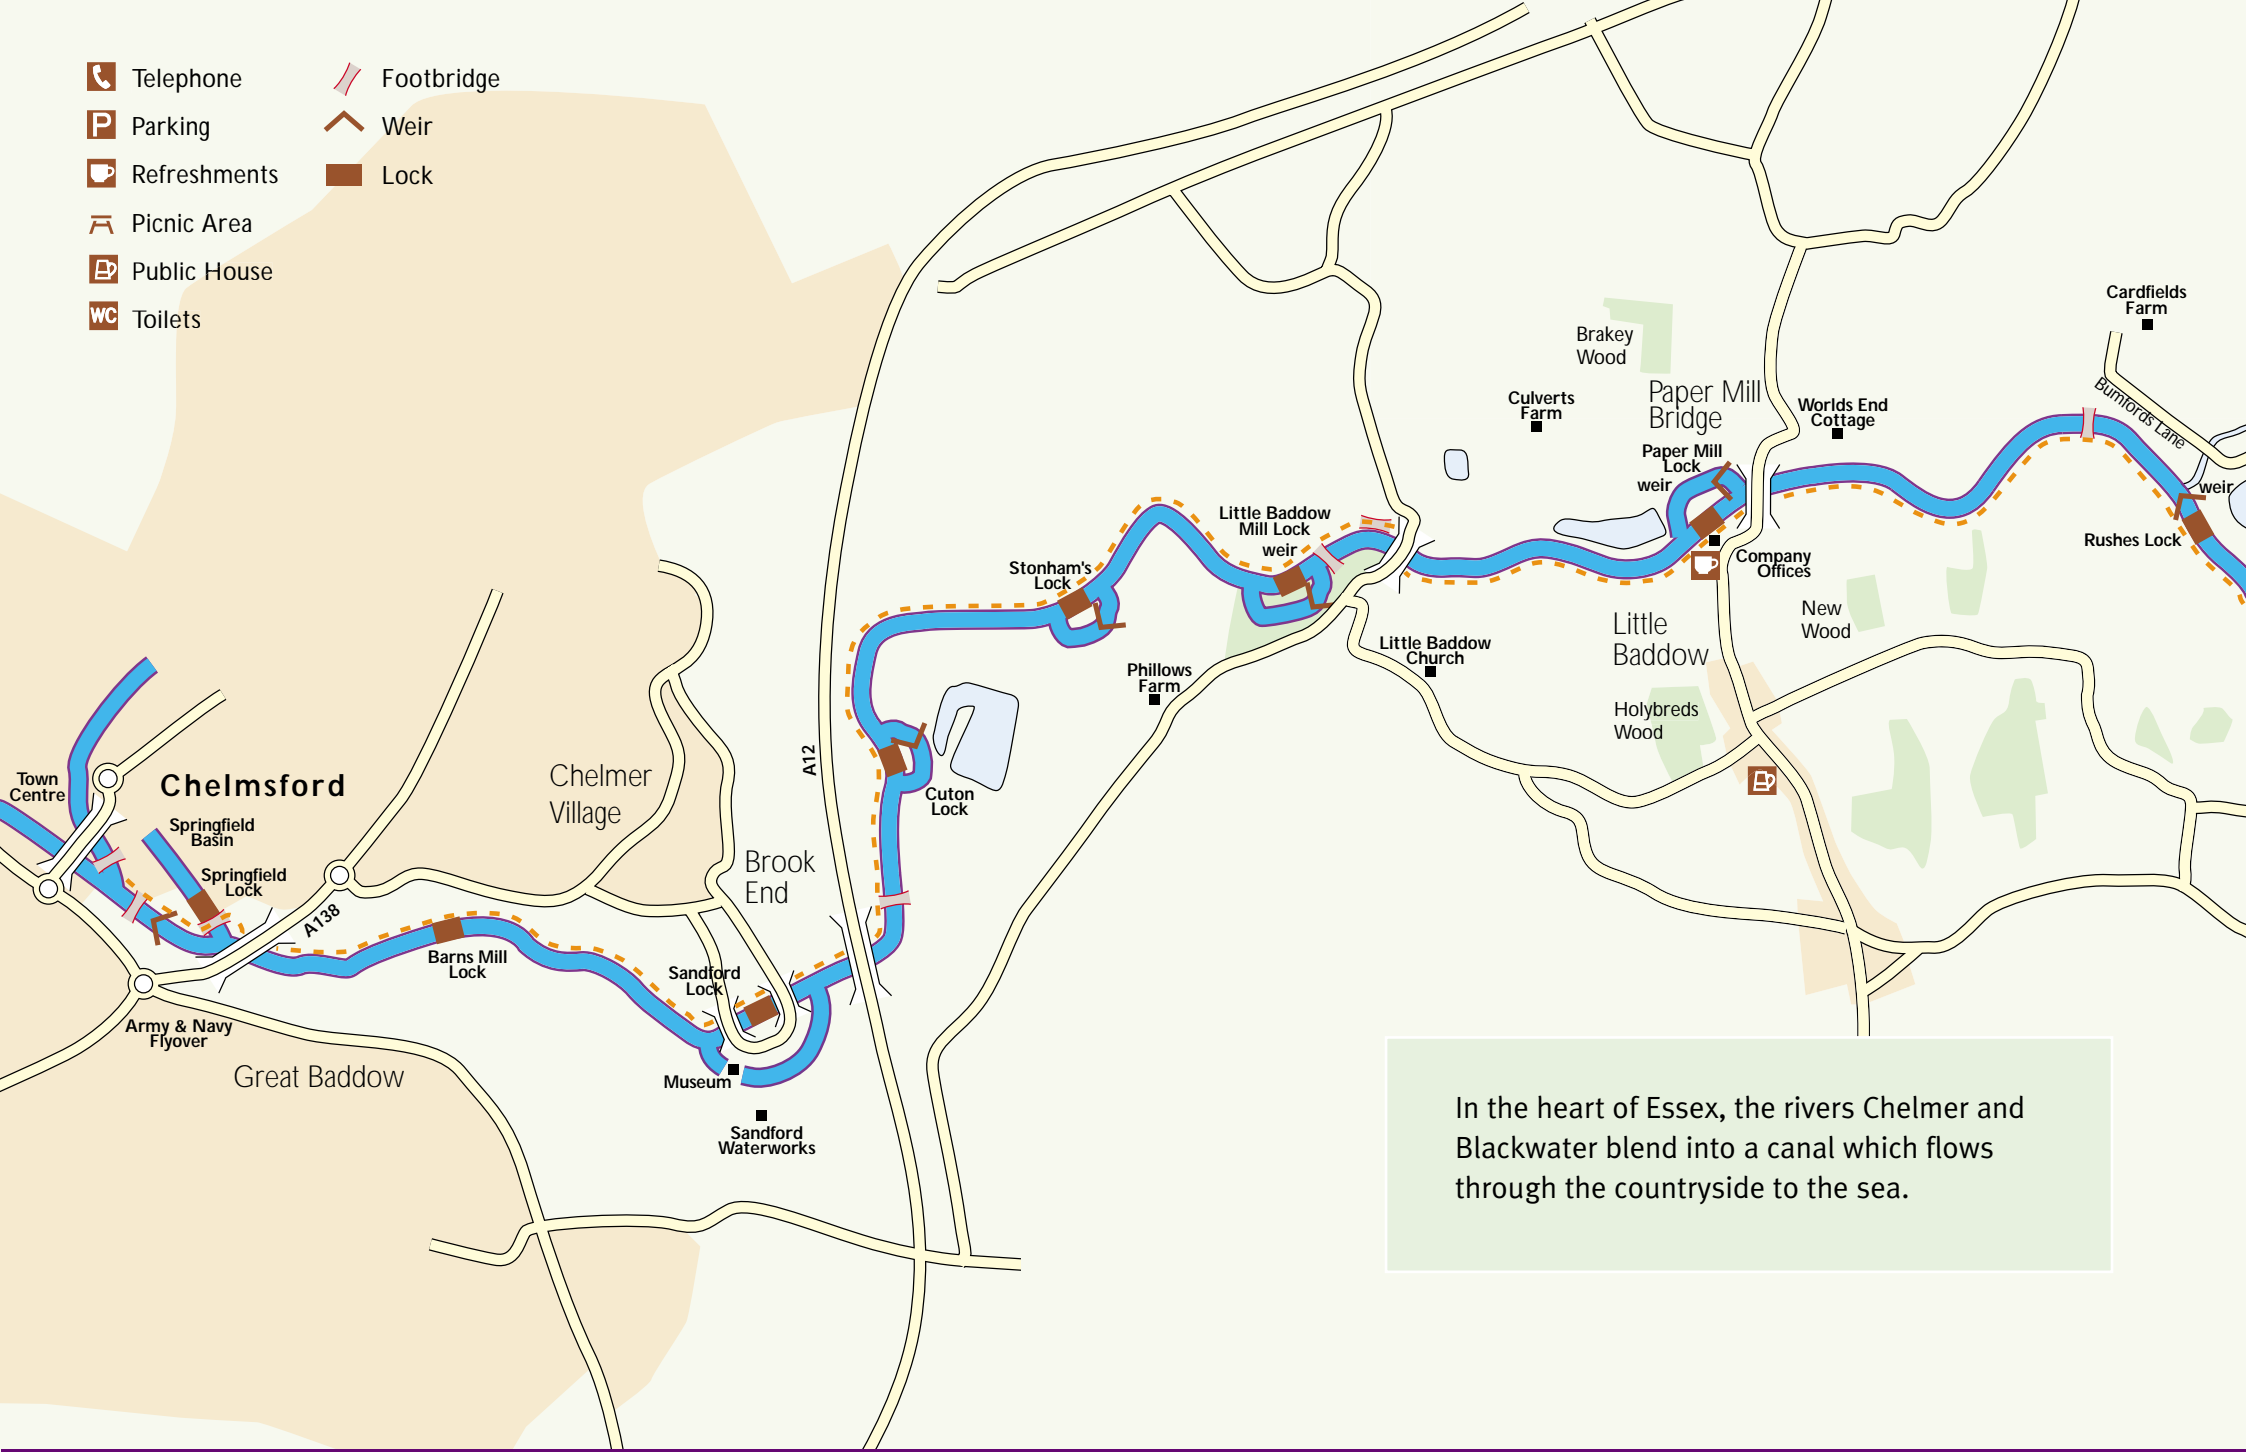 Telephone
Parking
Refreshments
Picnic Area
Public House
Toilets
Footbridge
Weir
Lock
P
WC
Cardfields
Farm
Brakey
Wood
Bumfords Lane
Paper Mill
Bridge
Culverts
Farm
Worlds End
Cottage
Paper Mill
Lock
weir
weir
Rushes Lock
Little Baddow
Mill Lock
weir
Company
Offices
Stonham's
Lock
New
Wood
Little
Baddow
Little Baddow
Church
Phillows
Farm
Holybreds
Wood
A12
Town
Centre
Chelmsford
Chelmer
Village
Cuton
Lock
Springfield
Basin
Springfield
Lock
Brook
End
A138
Barns Mill
Lock
Sandford
Lock
Army & Navy
Flyover
Great Baddow
Museum
Sandford
Waterworks
In the heart of Essex, the rivers Chelmer and
Blackwater blend into a canal which flows
through the countryside to the sea.